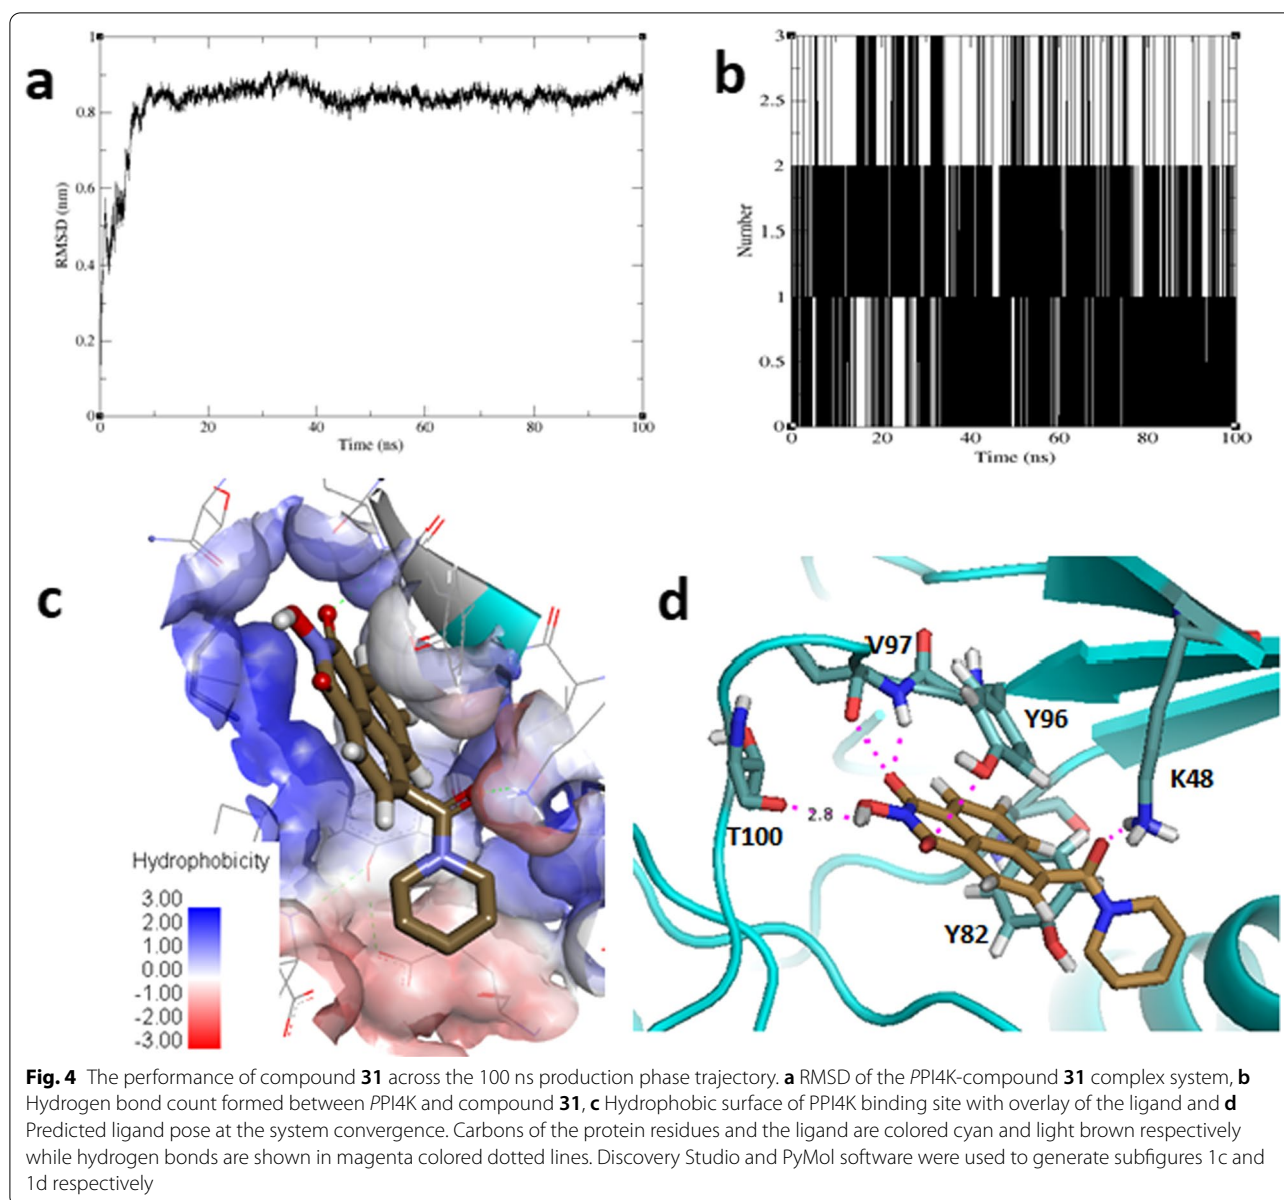 a
1
0.8
0.6
0.4
0.2
0
RMS-D (nm)
0 20 40 60 80 100
Time (ns)
b
3
2.5
2
1.5
1
0.5
0
Number
0 20 40 60 80 100
Time (ns)
c
Hydrophobicity
3.00
2.00
1.00
0.00
-1.00
-2.00
-3.00
d
V97
Y96
K48
2.8
T100
Y82
Fig. 4 The performance of compound 31 across the 100 ns production phase trajectory. a RMSD of the PPI4K-compound 31 complex system, b
Hydrogen bond count formed between PPI4K and compound 31, c Hydrophobic surface of PPI4K binding site with overlay of the ligand and d
Predicted ligand pose at the system convergence. Carbons of the protein residues and the ligand are colored cyan and light brown respectively
while hydrogen bonds are shown in magenta colored dotted lines. Discovery Studio and PyMol software were used to generate subfigures 1c and
1d respectively